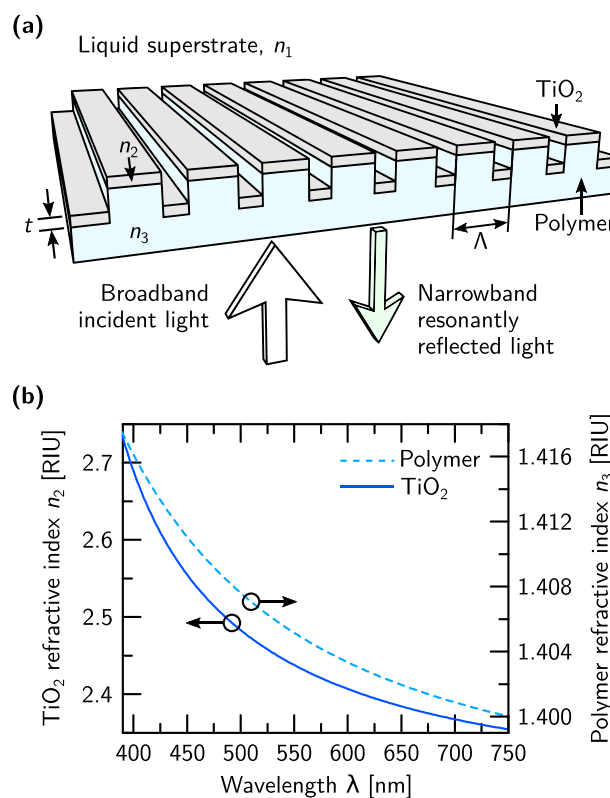 (a)
Liquid superstrate, n₁
TiO₂
n₂
t
n₃
Λ
Polymer
Broadband
incident light
Narrowband
resonantly
reflected light
(b)
TiO₂ refractive index n₂ [RIU]
2.7
2.6
2.5
2.4
Polymer
TiO₂
1.416
1.412
1.408
1.404
1.400
Polymer refractive index n₃ [RIU]
400 450 500 550 600 650 700 750
Wavelength λ [nm]